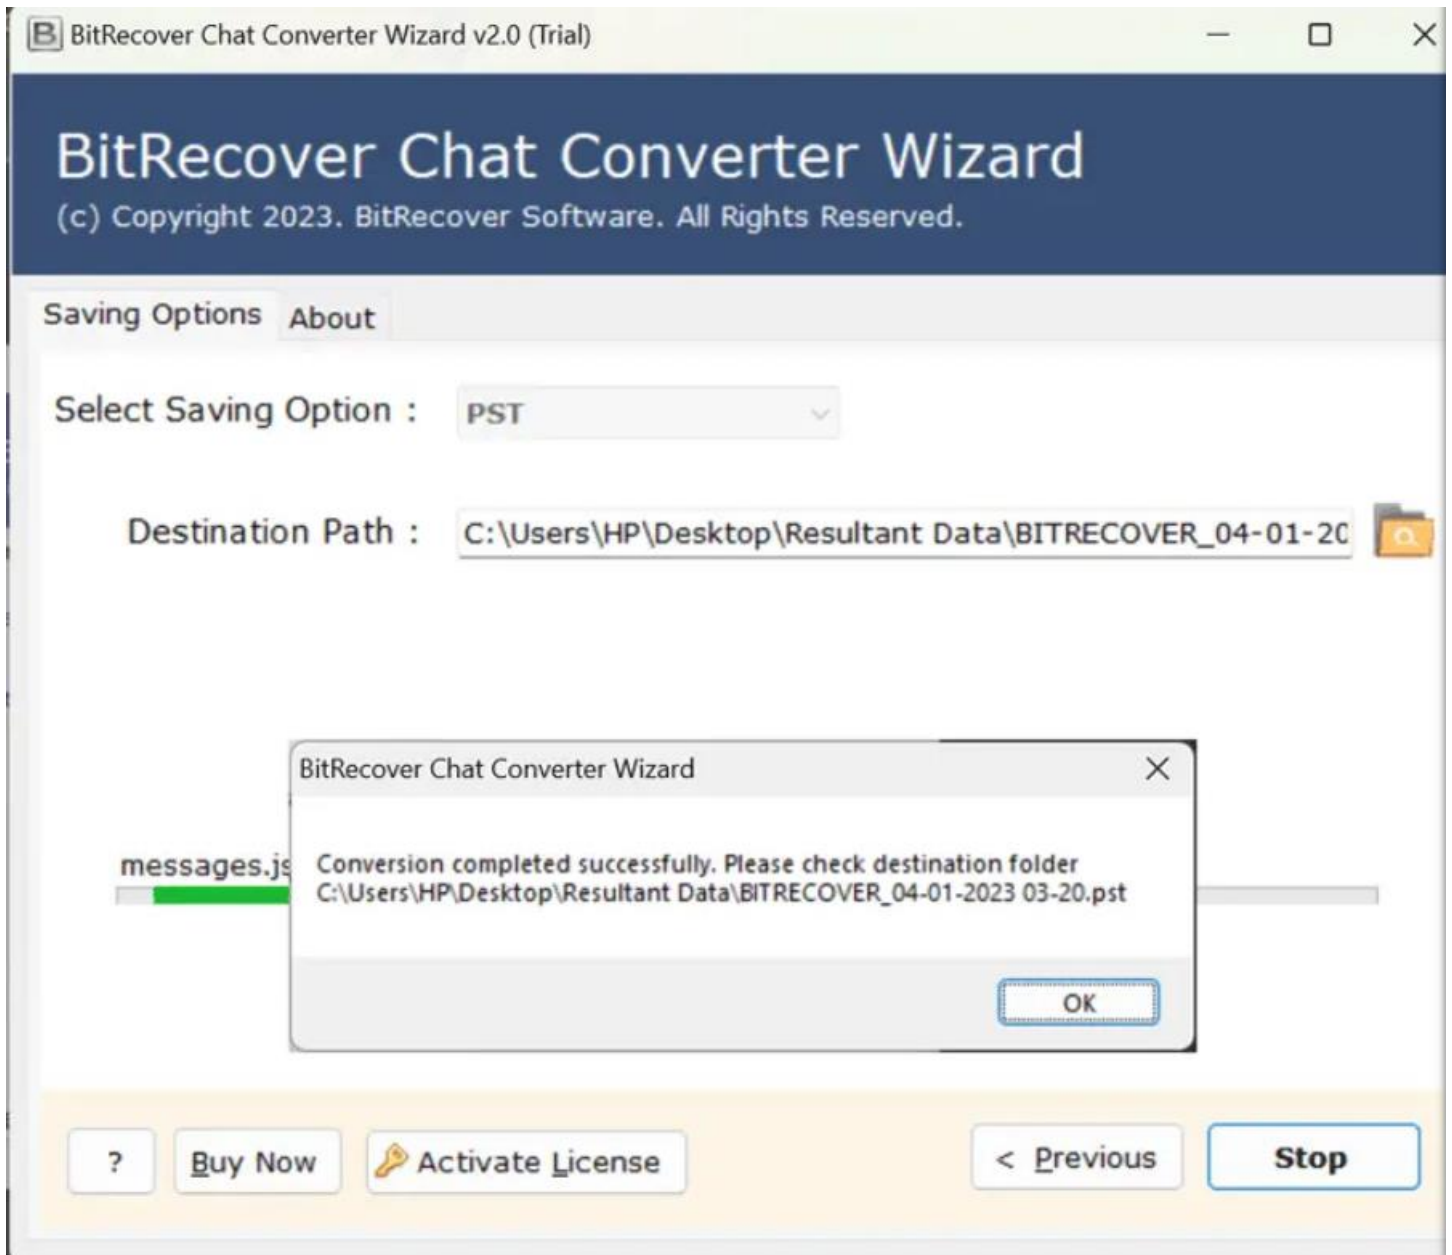 BitRecover Chat Converter Wizard v2.0 (Trial)
BitRecover Chat Converter Wizard
(c) Copyright 2023. BitRecover Software. All Rights Reserved.
Saving Options About
Select Saving Option : PST
Destination Path : C:\Users\HP\Desktop\Resultant Data\BITRECOVER_04-01-20
BitRecover Chat Converter Wizard
messages.js
Conversion completed successfully. Please check destination folder
C:\Users\HP\Desktop\Resultant Data\BITRECOVER_04-01-2023 03-20.pst
OK
? Buy Now Activate License < Previous Stop